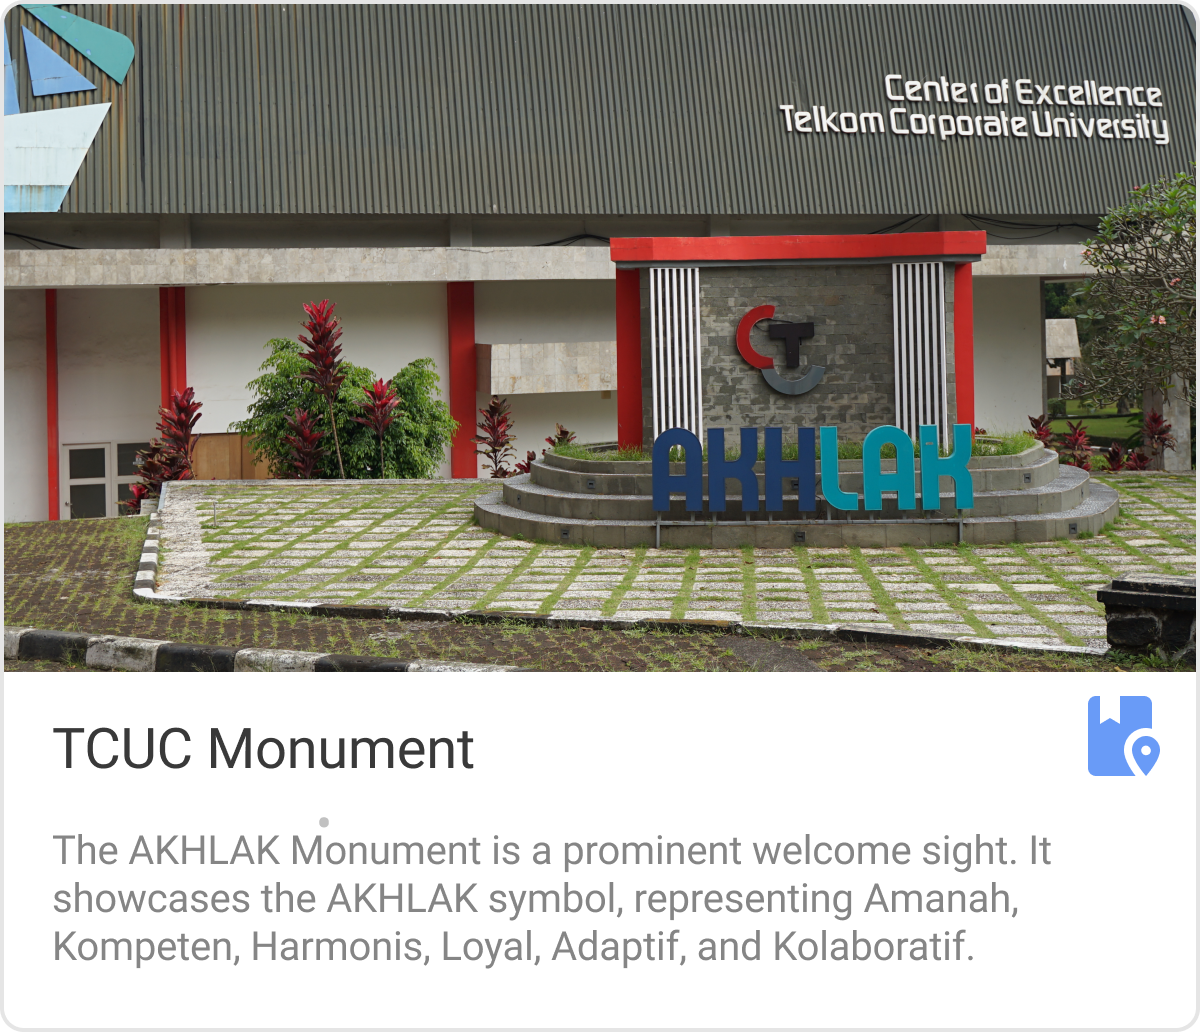 Center of Excellence
Telkom Corporate University
CT
AKHLAK
TCUC Monument
The AKHLAK Monument is a prominent welcome sight. It
showcases the AKHLAK symbol, representing Amanah,
Kompeten, Harmonis, Loyal, Adaptif, and Kolaboratif.